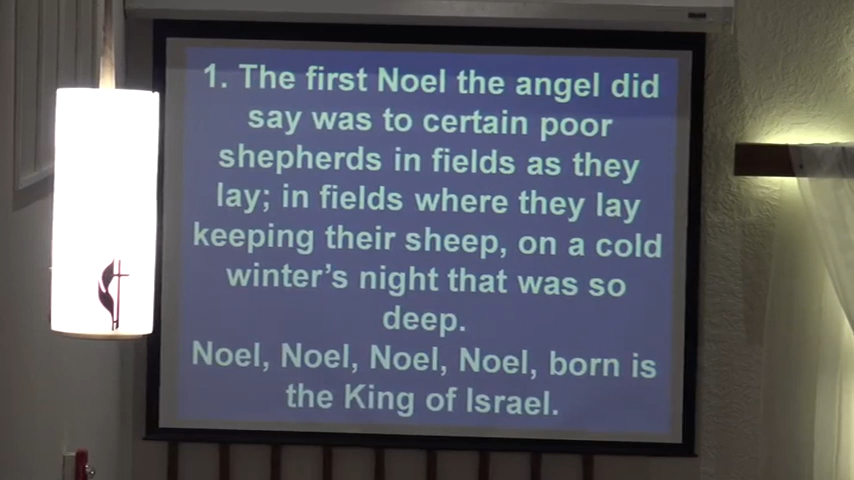 1. The first Noel the angel did
say was to certain poor
shepherds in fields as they
lay; in fields where they lay
keeping their sheep, on a cold
winter’s night that was so
deep.
Noel, Noel, Noel, Noel, born is
the King of Israel.